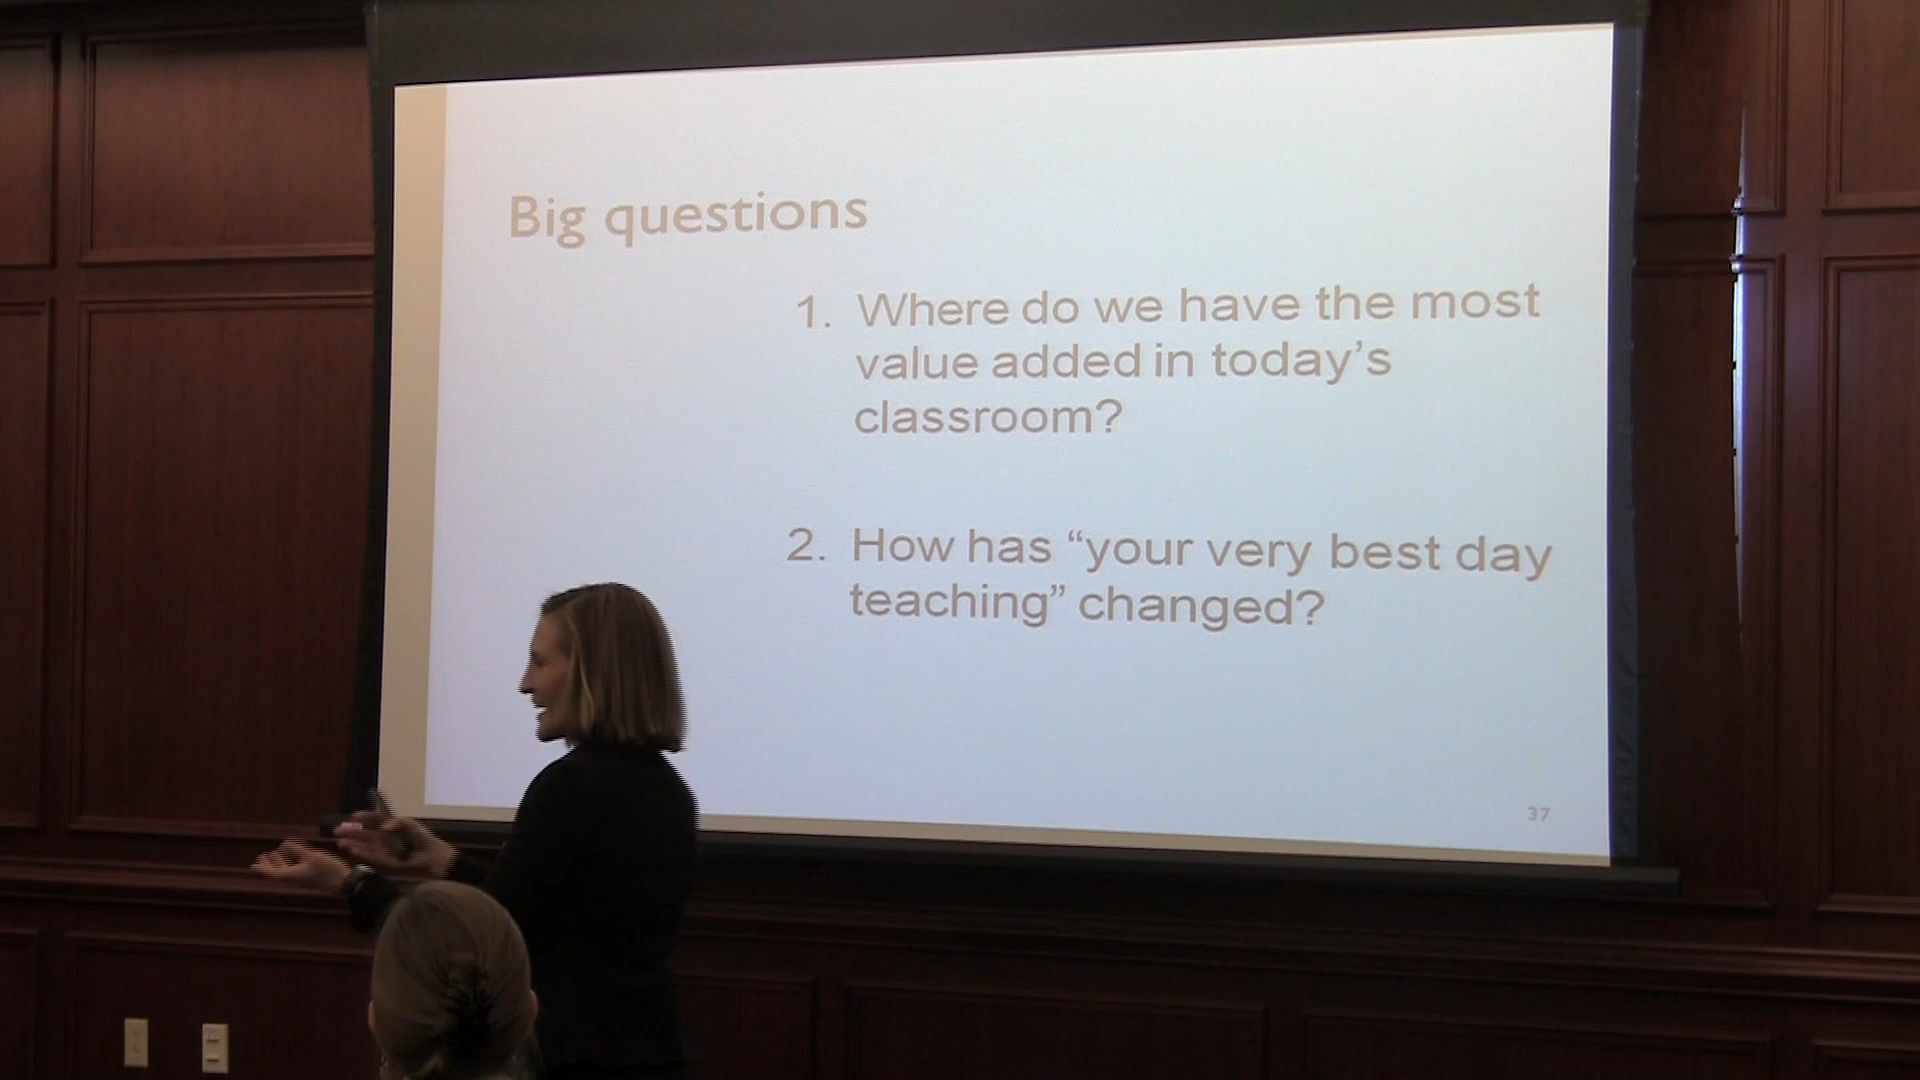 Big questions
1. Where do we have the most
value added in today’s
classroom?
2. How has “your very best day
teaching” changed?
37